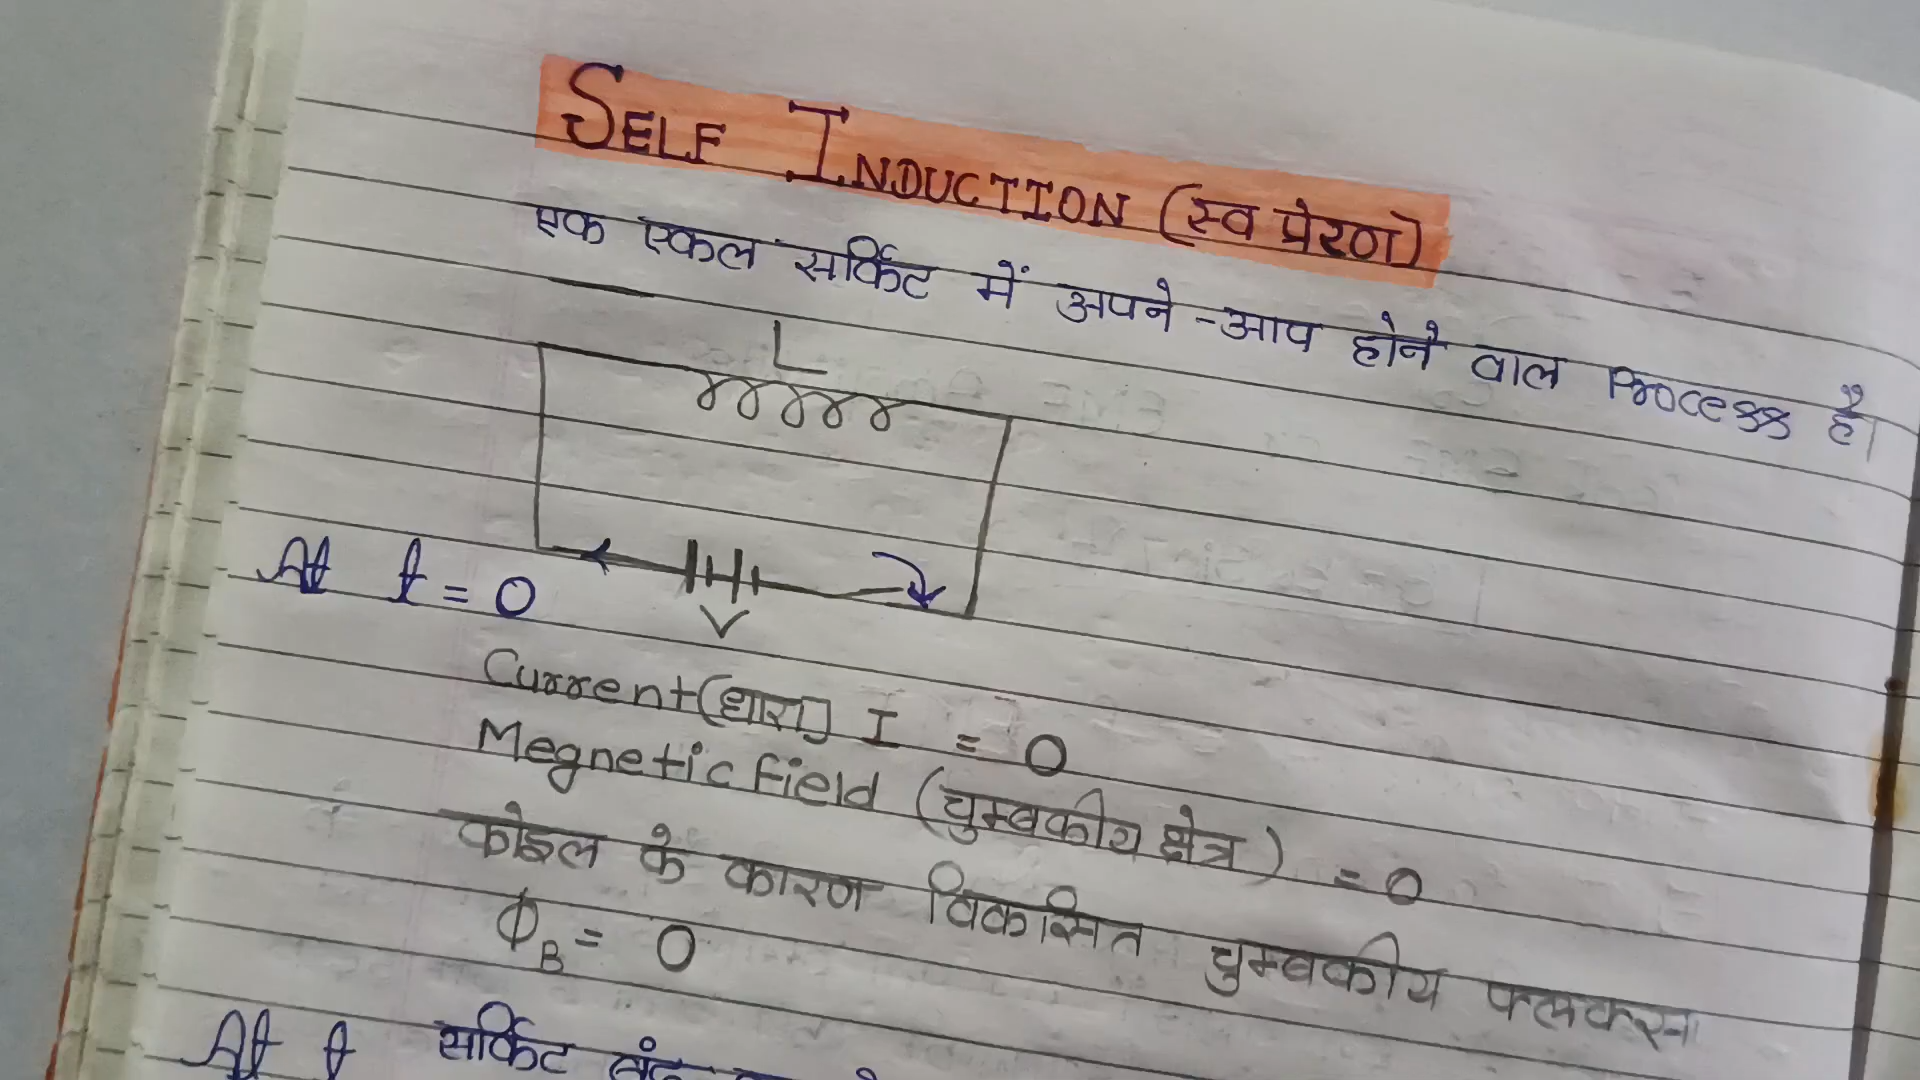 SELF INDUCTION (स्व प्रेरण)
एक एकल सर्किट में अपने-आप होने वाल Process है।
L
V
At t = 0
Current (धारा) I = 0
Megnetic field (चुम्बकीय क्षेत्र) = 0
कोइल के कारण विकसित चुम्बकीय
ΦB = 0
At t सर्किट बंद